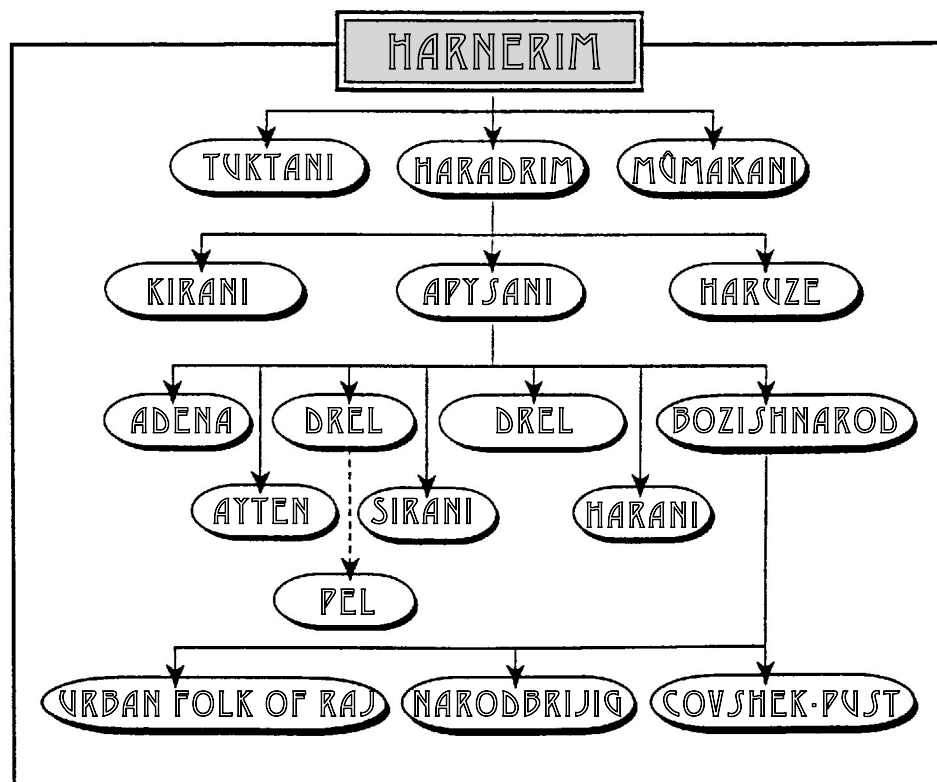 HARNERIM
TUKTANI HARADRIM MÛMAKANI
KIRANI APYSANI HARUZE
ADENA DREL DREL BOZISHNAROD
AYTEN SIRANI HARANI
PEL
URBAN FOLK OF RAJ NARODBRIJIG COVSHEK-PUST